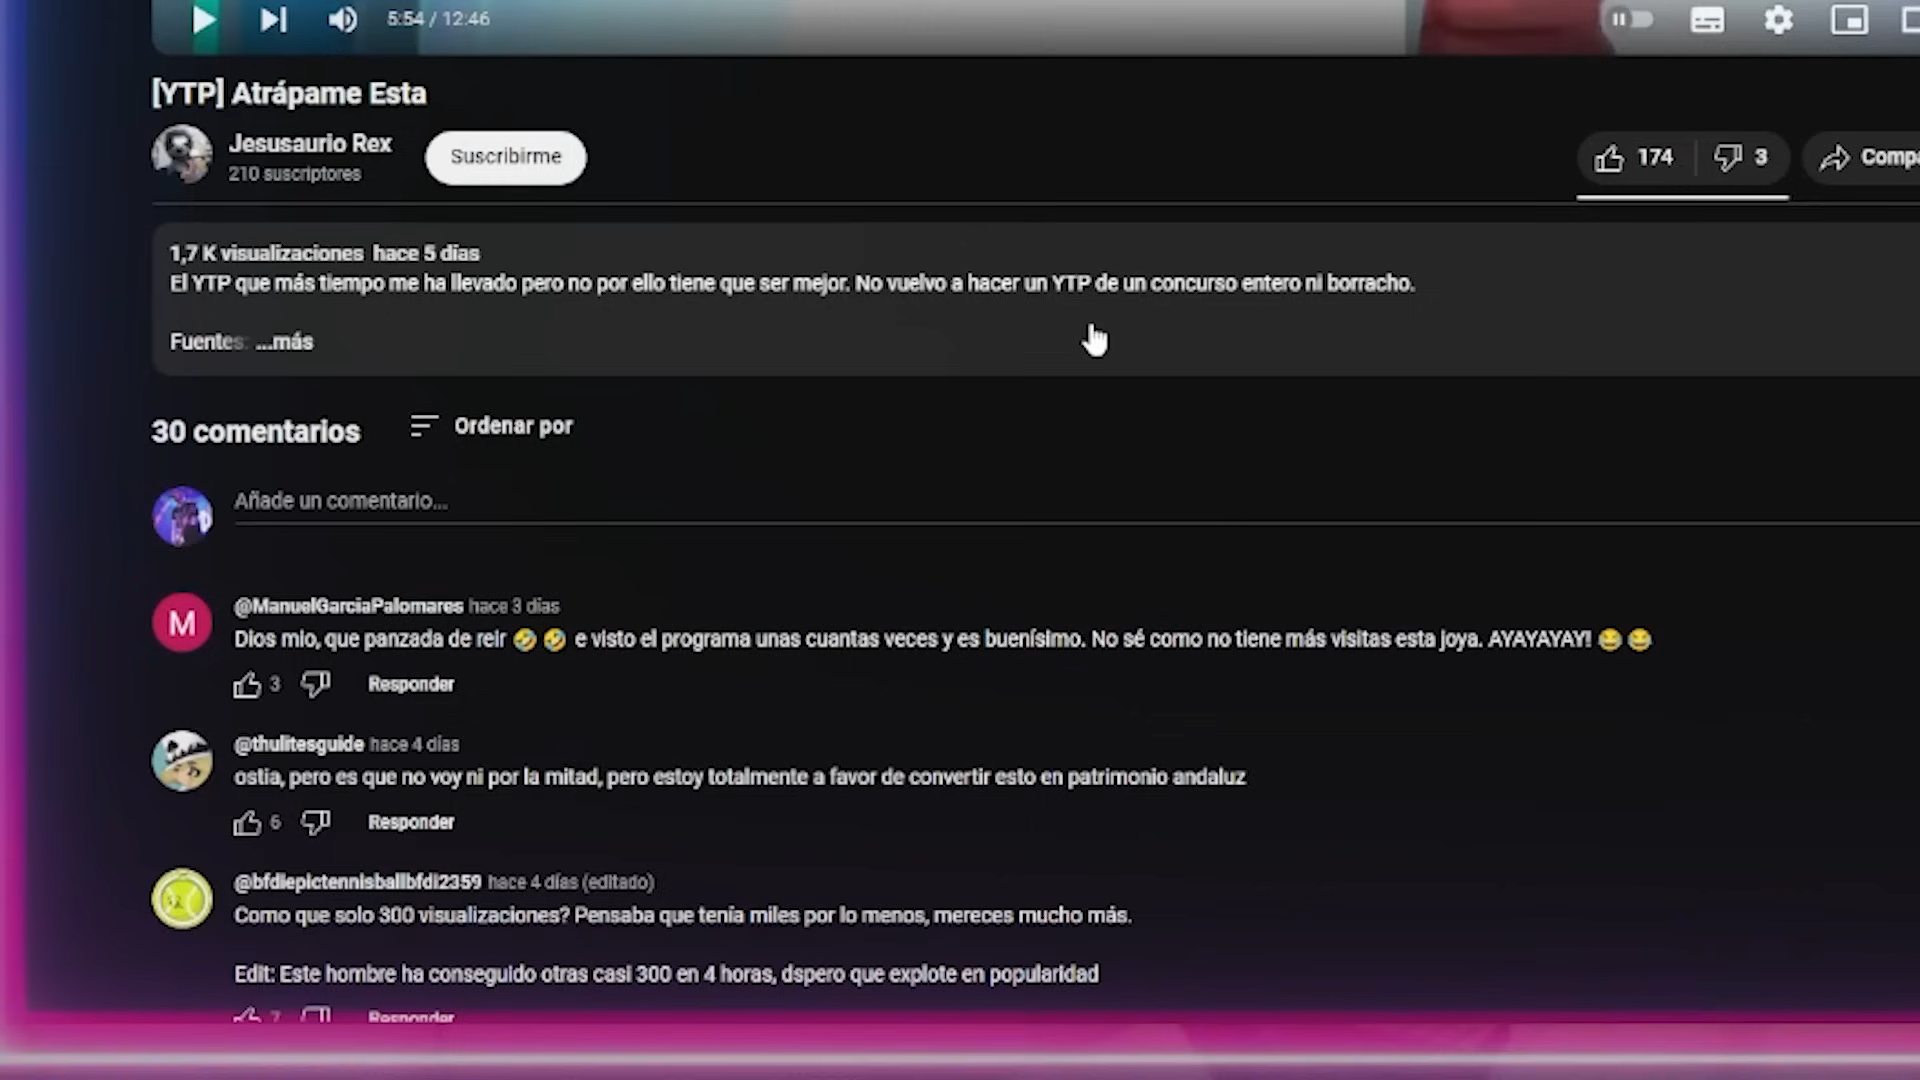 5:54 / 12:46
[YTP] Atrápame Esta
Jesusaurio Rex
210 suscriptores
Suscribirme
174
3
Compa
1,7 K visualizaciones hace 5 días
El YTP que más tiempo me ha llevado pero no por ello tiene que ser mejor. No vuelvo a hacer un YTP de un concurso entero ni borracho.
Fuentes: ...más
30 comentarios
Ordenar por
Añade un comentario...
M
@ManuelGarciaPalomares hace 3 días
Dios mio, que panzada de reir 🤣 🤣 e visto el programa unas cuantas veces y es buenísimo. No sé como no tiene más visitas esta joya. AYAYAYAY! 😂 😂
3
Responder
@thulitesguide hace 4 días
ostia, pero es que no voy ni por la mitad, pero estoy totalmente a favor de convertir esto en patrimonio andaluz
6
Responder
@bfdiepictennisballbfdi2359 hace 4 días (editado)
Como que solo 300 visualizaciones? Pensaba que tenía miles por lo menos, mereces mucho más.
Edit: Este hombre ha conseguido otras casi 300 en 4 horas, dspero que explote en popularidad
7
Responder